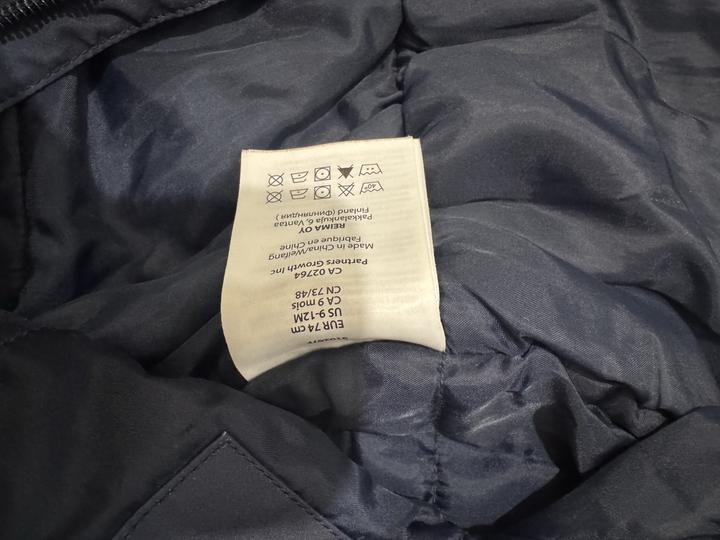 EUR 74 cm
US 9-12M
CA 9 mois
CN 73/48
CA 02764
Partners Growth Inc
Made in China/Weifang
Fabrique en Chine
REIMA OY
Pakkalankuja 6, Vantaa
Finland (Финляндия )
40°